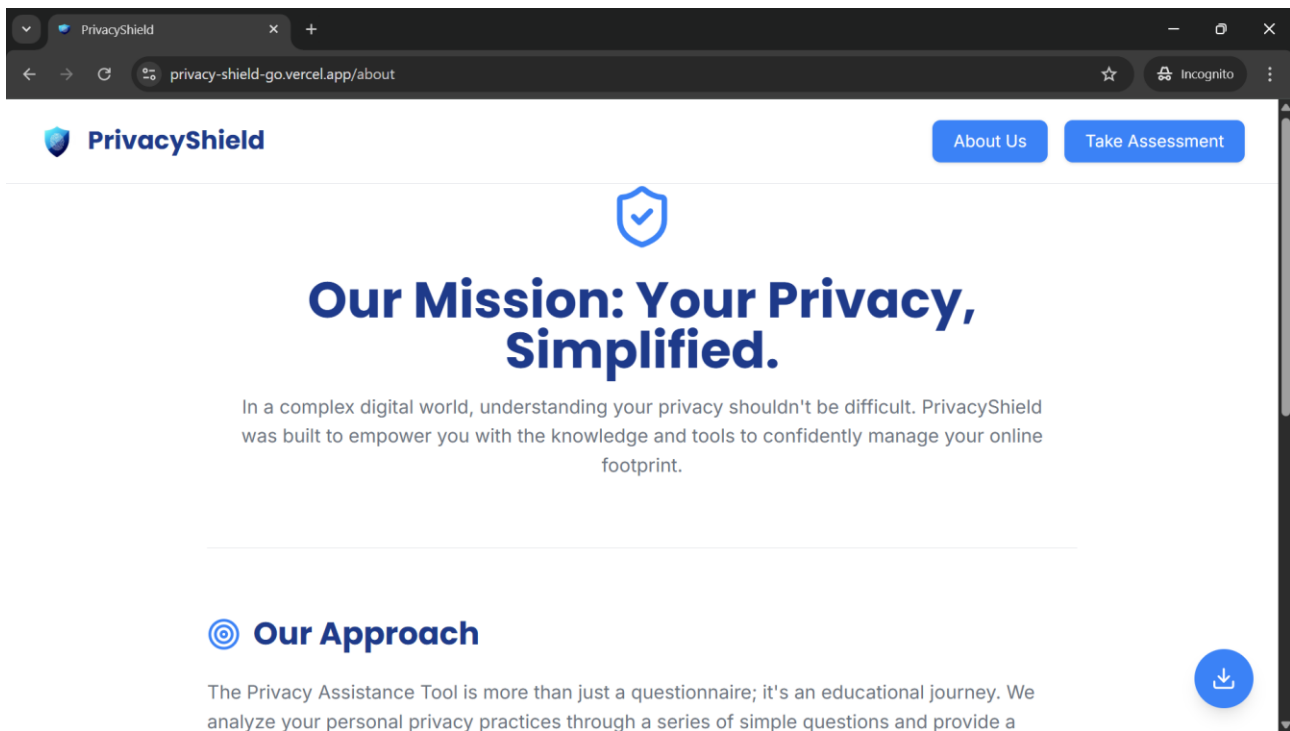 PrivacyShield
privacy-shield-go.vercel.app/about
Incognito
PrivacyShield
About Us
Take Assessment
Our Mission: Your Privacy,
Simplified.
In a complex digital world, understanding your privacy shouldn't be difficult. PrivacyShield
was built to empower you with the knowledge and tools to confidently manage your online
footprint.
Our Approach
The Privacy Assistance Tool is more than just a questionnaire; it's an educational journey. We
analyze your personal privacy practices through a series of simple questions and provide a